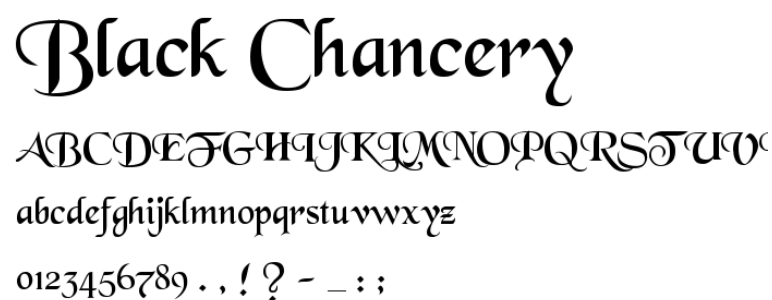 Black Chancery
ABCDEFGHIJKLMNOPQRSTUV
abcdefghijklmnopqrstuvwxyz
0123456789 . , ! ? - _ : ;